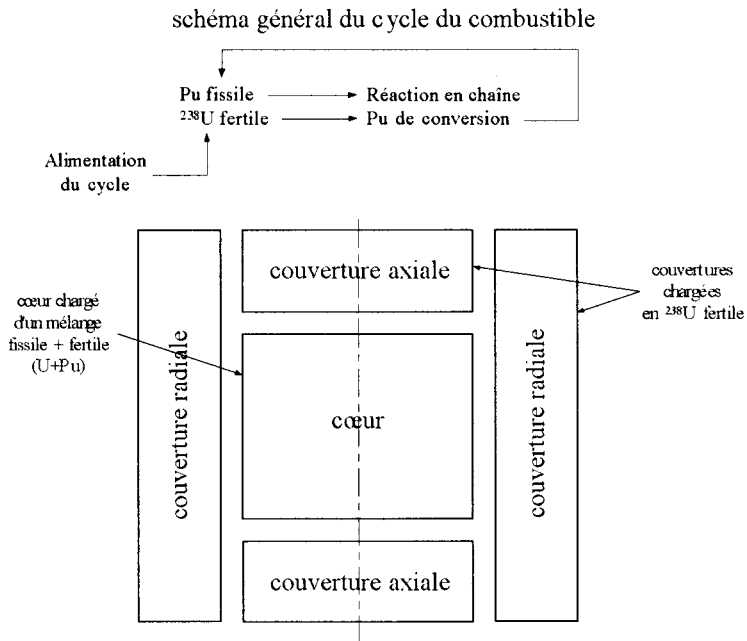 schéma général du cycle du combustible
Pu fissile
Réaction en chaîne
²³⁸U fertile
Pu de conversion
Alimentation
du cycle
couverture radiale
couverture axiale
couverture radiale
couvertures
chargées
en ²³⁸U fertile
cœur chargé
d'un mélange
fissile + fertile
(U+Pu)
cœur
couverture axiale